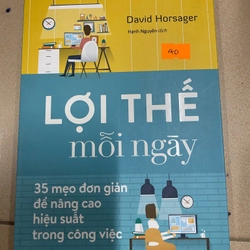 David Horsager
Hạnh Nguyên dịch
40
LỢI THẾ
mỗi ngày
35 mẹo đơn giản
để nâng cao
hiệu suất
trong công việc